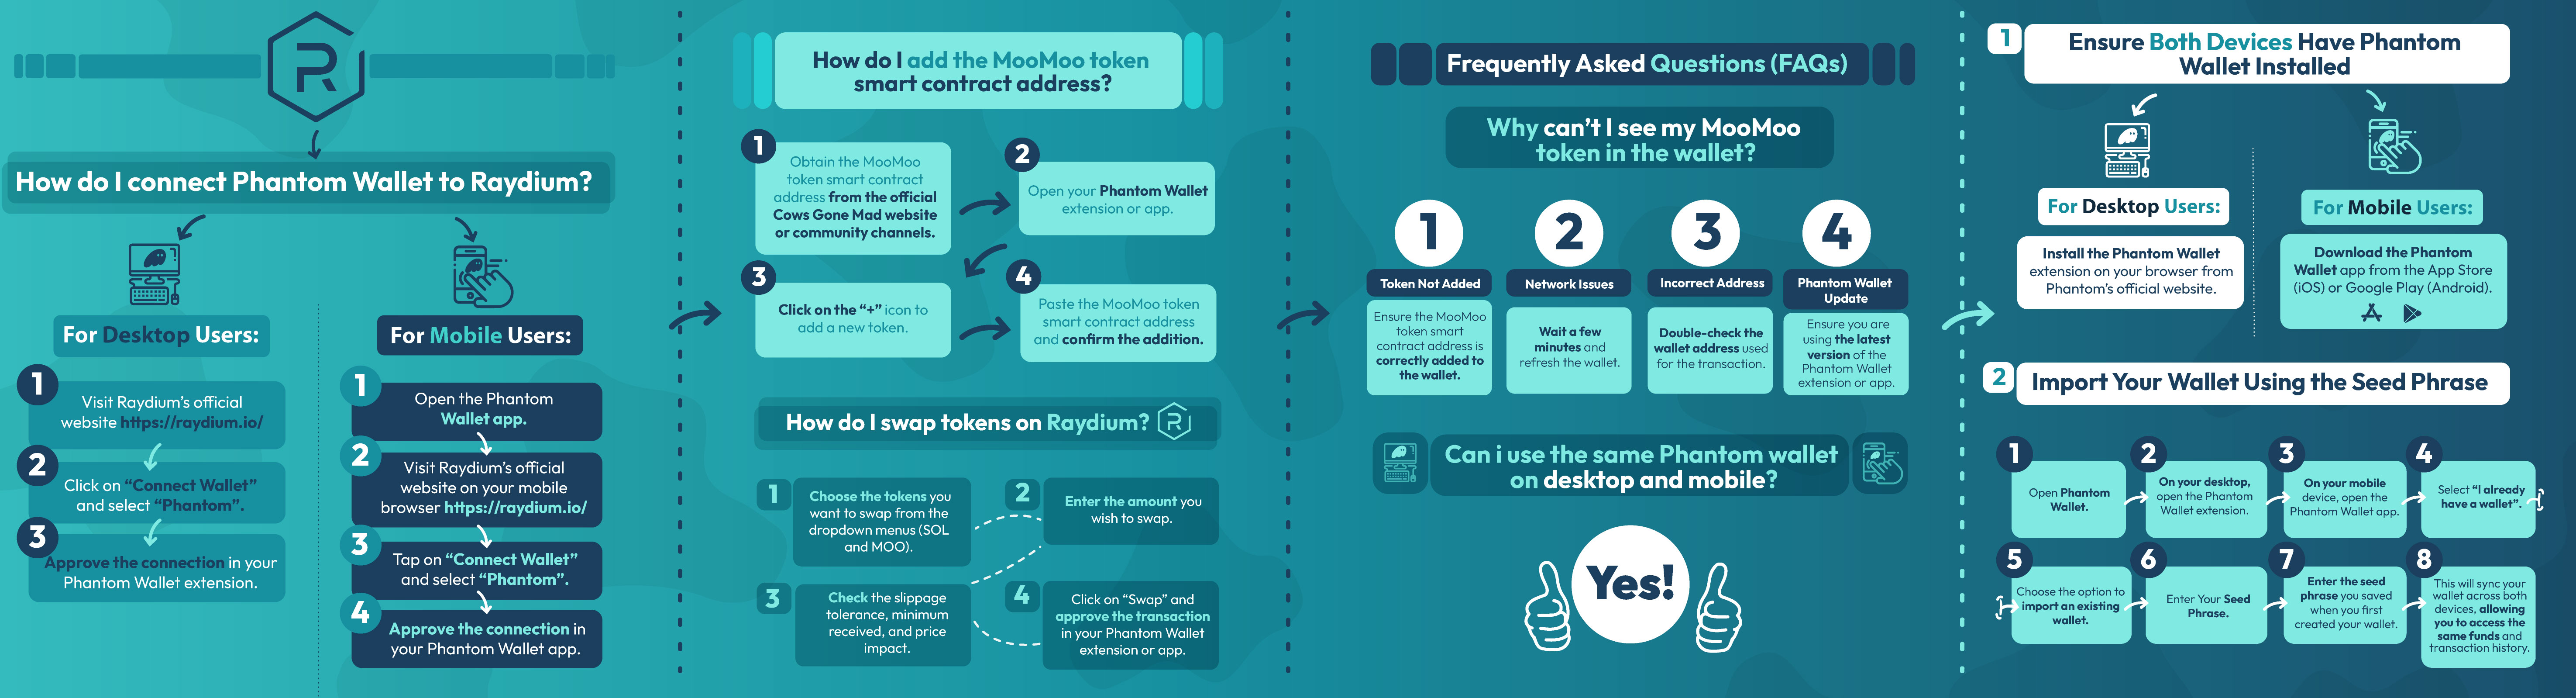 R
How do I connect Phantom Wallet to Raydium?
For Desktop Users:
1
Visit Raydium's official
website https://raydium.io/
2
Click on “Connect Wallet”
and select “Phantom”.
3
Approve the connection in your
Phantom Wallet extension.
For Mobile Users:
1
Open the Phantom
Wallet app.
2
Visit Raydium's official
website on your mobile
browser https://raydium.io/
3
Tap on “Connect Wallet”
and select “Phantom”.
4
Approve the connection in
your Phantom Wallet app.
How do I add the MooMoo token
smart contract address?
1
Obtain the MooMoo
token smart contract
address from the official
Cows Gone Mad website
or community channels.
2
Open your Phantom Wallet
extension or app.
3
Click on the “+” icon to
add a new token.
4
Paste the MooMoo token
smart contract address
and confirm the addition.
How do I swap tokens on Raydium?
R
1
Choose the tokens you
want to swap from the
dropdown menus (SOL
and MOO).
2
Enter the amount you
wish to swap.
3
Check the slippage
tolerance, minimum
received, and price
impact.
4
Click on “Swap” and
approve the transaction
in your Phantom Wallet
extension or app.
Frequently Asked Questions (FAQs)
Why can't I see my MooMoo
token in the wallet?
1
Token Not Added
Ensure the MooMoo
token smart
contract address is
correctly added to
the wallet.
2
Network Issues
Wait a few
minutes and
refresh the wallet.
3
Incorrect Address
Double-check the
wallet address used
for the transaction.
4
Phantom Wallet
Update
Ensure you are
using the latest
version of the
Phantom Wallet
extension or app.
Can i use the same Phantom wallet
on desktop and mobile?
Yes!
1
Ensure Both Devices Have Phantom
Wallet Installed
For Desktop Users:
Install the Phantom Wallet
extension on your browser from
Phantom's official website.
For Mobile Users:
Download the Phantom
Wallet app from the App Store
(iOS) or Google Play (Android).
2
Import Your Wallet Using the Seed Phrase
1
Open Phantom
Wallet.
2
On your desktop,
open the Phantom
Wallet extension.
3
On your mobile
device, open the
Phantom Wallet app.
4
Select “I already
have a wallet”.
5
Choose the option to
import an existing
wallet.
6
Enter Your Seed
Phrase.
7
Enter the seed
phrase you saved
when you first
created your wallet.
8
This will sync your
wallet across both
devices, allowing
you to access the
same funds and
transaction history.